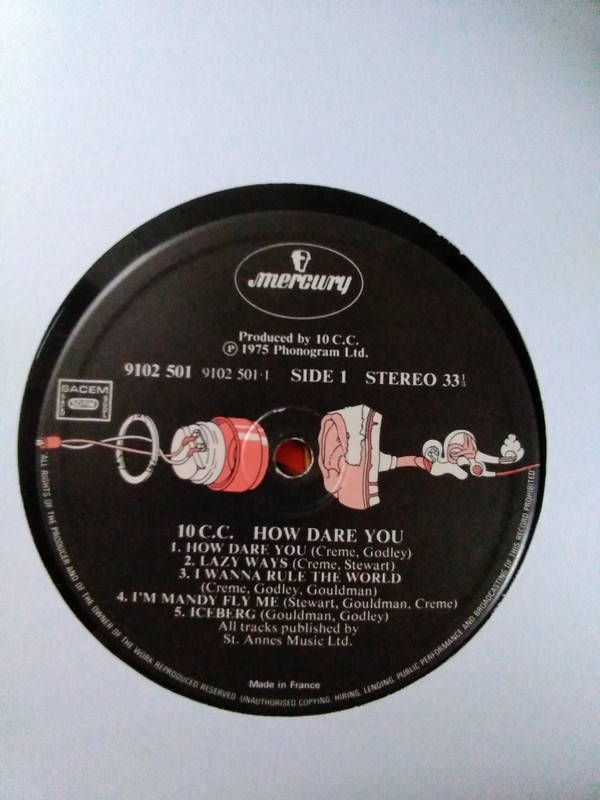 mercury
Produced by 10 C.C.
Ⓟ 1975 Phonogram Ltd.
9102 501 9102 501·1 SIDE 1 STEREO 33⅓
SACEM
10 C.C. HOW DARE YOU
1. HOW DARE YOU (Creme, Godley)
2. LAZY WAYS (Creme, Stewart)
3. I WANNA RULE THE WORLD
(Creme, Godley, Gouldman)
4. I'M MANDY FLY ME (Stewart, Gouldman, Creme)
5. ICEBERG (Gouldman, Godley)
All tracks published by
St. Annes Music Ltd.
Made in France
ALL RIGHTS OF THE PRODUCER AND OF THE OWNER OF THE WORK REPRODUCED RESERVED UNAUTHORISED COPYING, HIRING, LENDING, PUBLIC PERFORMANCE AND BROADCASTING OF THIS RECORD PROHIBITED